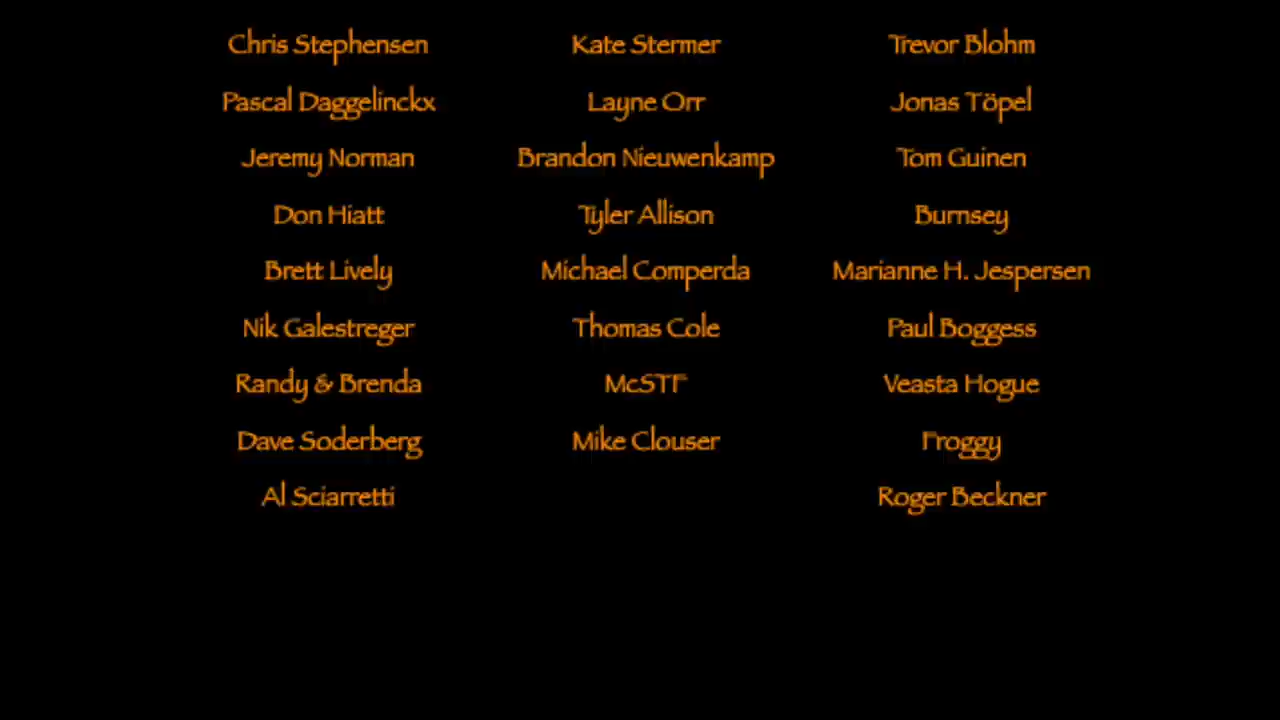 Chris Stephensen Kate Stermer Trevor Blohm
Pascal Daggelinckx Layne Orr Jonas Töpel
Jeremy Norman Brandon Nieuwenkamp Tom Guinen
Don Hiatt Tyler Allison Burnsey
Brett Lively Michael Comperda Marianne H. Jespersen
Nik Galestreger Thomas Cole Paul Boggess
Randy & Brenda McSTF Veasta Hogue
Dave Soderberg Mike Clouser Froggy
Al Sciarretti Roger Beckner